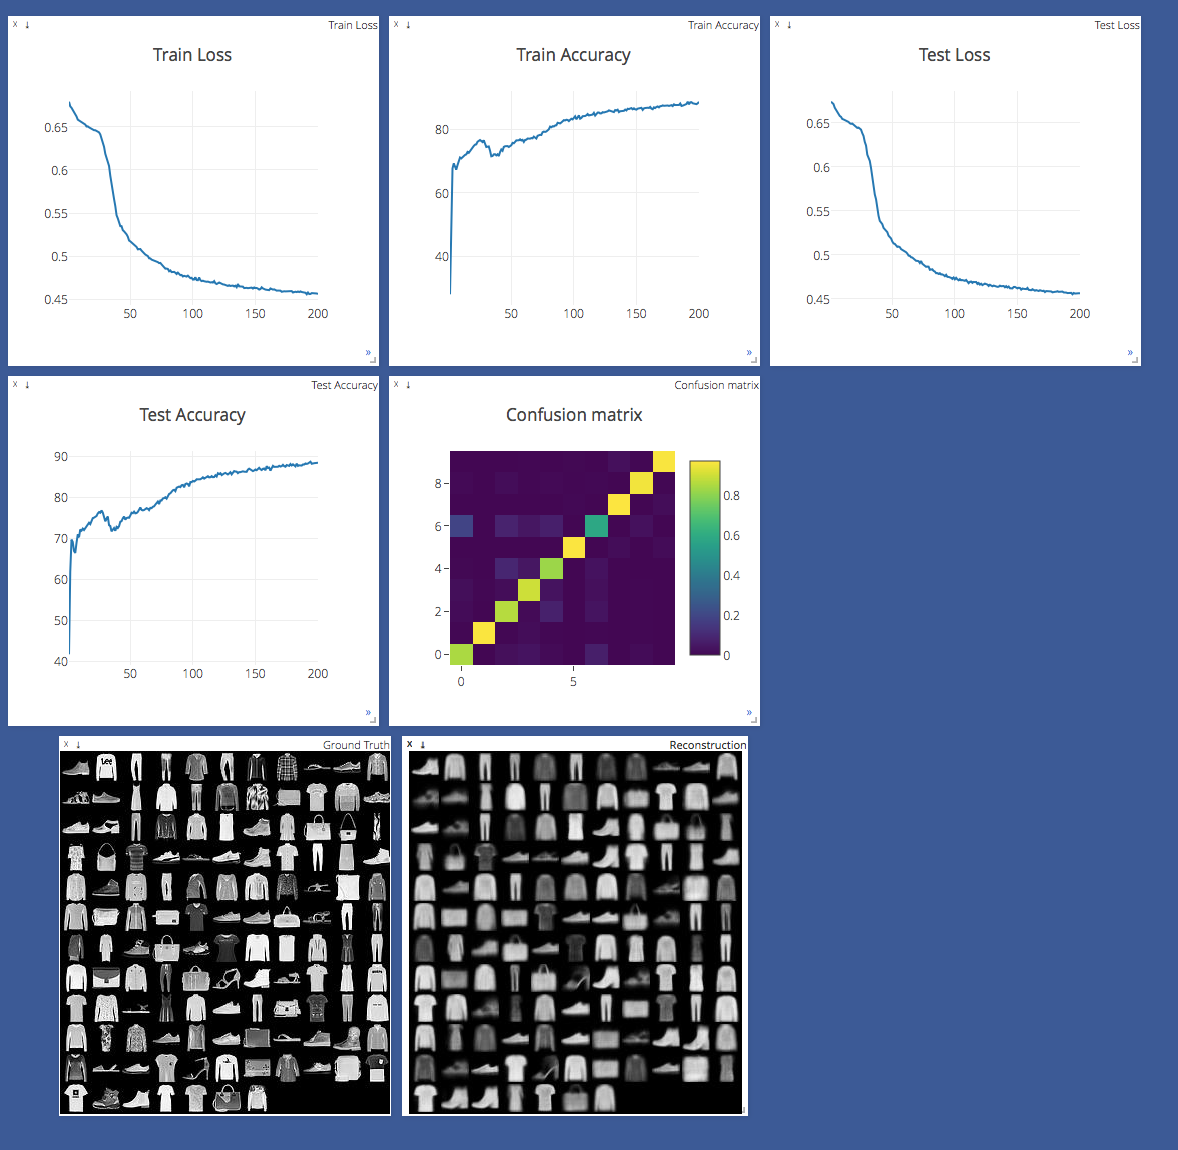 x ↓ Train Loss
Train Loss
0.65
0.6
0.55
0.5
0.45
50 100 150 200
»
x ↓ Train Accuracy
Train Accuracy
80
60
40
50 100 150 200
»
x ↓ Test Loss
Test Loss
0.65
0.6
0.55
0.5
0.45
50 100 150 200
»
x ↓ Test Accuracy
Test Accuracy
90
80
70
60
50
40
50 100 150 200
»
x ↓ Confusion matrix
Confusion matrix
8
6
4
2
0
0 5
0.8
0.6
0.4
0.2
0
»
x ↓ Ground Truth
Lee
x ↓ Reconstruction